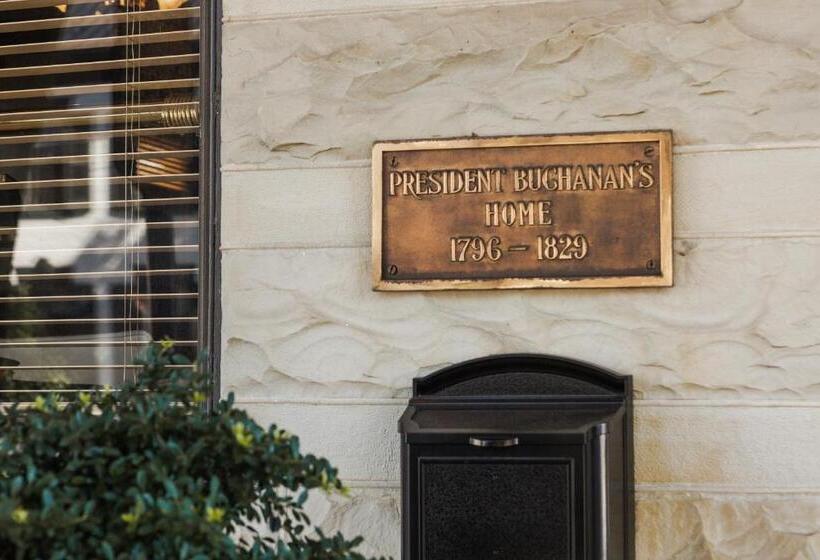 PRESIDENT BUCHANAN'S
HOME
1796 – 1829